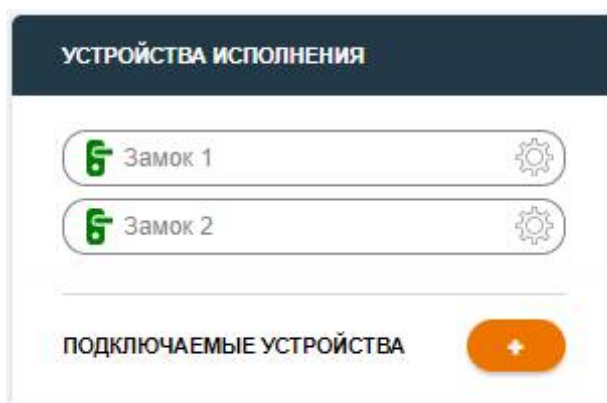 УСТРОЙСТВА ИСПОЛНЕНИЯ
Замок 1
Замок 2
ПОДКЛЮЧАЕМЫЕ УСТРОЙСТВА
+